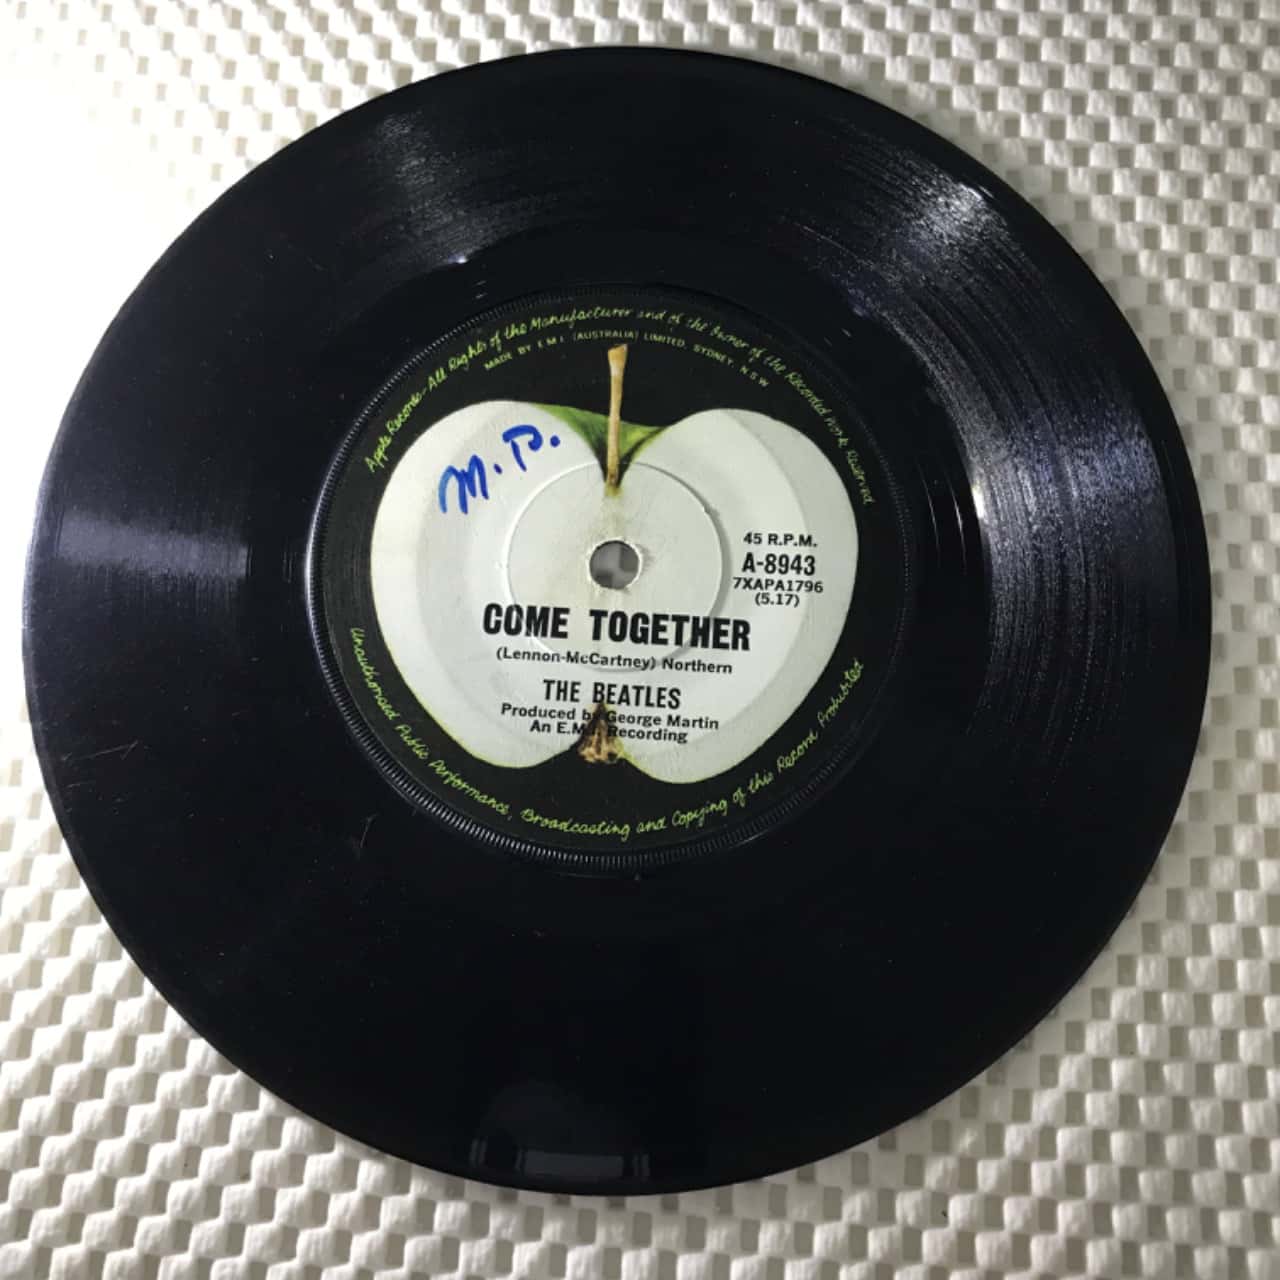 Apple Records-All Rights of the Manufacturer and of the Owner of the Recorded Work Reserved
MADE BY E.M.I. (AUSTRALIA) LIMITED, SYDNEY, N.S.W
M.P.
45 R.P.M.
A-8943
7XAPA1796
(5.17)
COME TOGETHER
(Lennon-McCartney) Northern
THE BEATLES
Produced by George Martin
An E.M.I. Recording
Unauthorised Public Performance, Broadcasting and Copying of this Record Prohibited